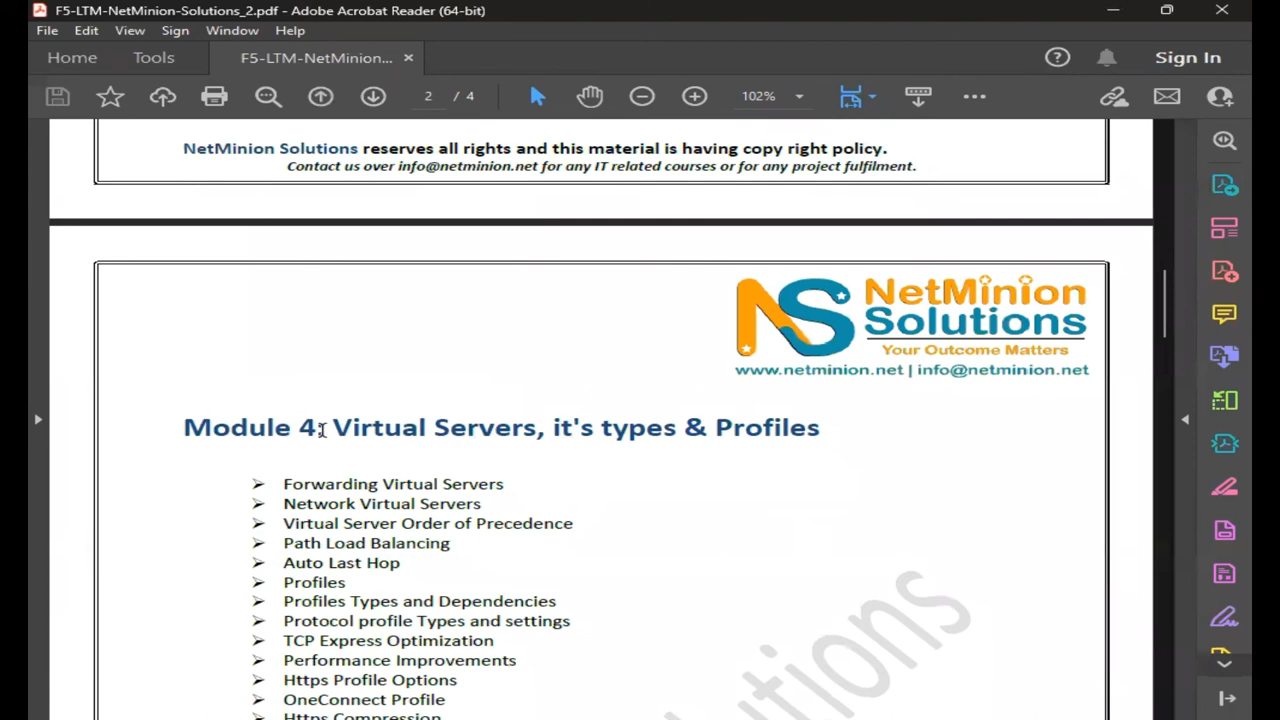 F5-LTM-NetMinion-Solutions_2.pdf - Adobe Acrobat Reader (64-bit)
File Edit View Sign Window Help
Home Tools F5-LTM-NetMinion... × Sign In
2 / 4 102%
NetMinion Solutions reserves all rights and this material is having copy right policy.
Contact us over info@netminion.net for any IT related courses or for any project fulfilment.
NS NetMinion
Solutions
Your Outcome Matters
www.netminion.net | info@netminion.net
Module 4: Virtual Servers, it's types & Profiles
➢ Forwarding Virtual Servers
➢ Network Virtual Servers
➢ Virtual Server Order of Precedence
➢ Path Load Balancing
➢ Auto Last Hop
➢ Profiles
➢ Profiles Types and Dependencies
➢ Protocol profile Types and settings
➢ TCP Express Optimization
➢ Performance Improvements
➢ Https Profile Options
➢ OneConnect Profile
➢ Https Compression